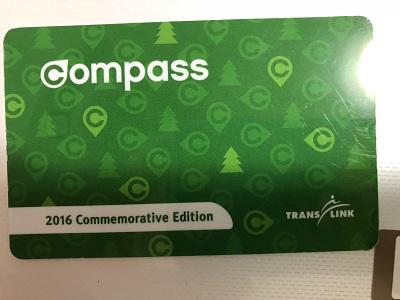 compass
2016 Commemorative Edition
TRANS LINK